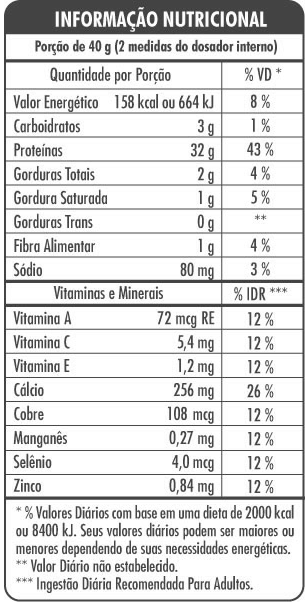 INFORMAÇÃO NUTRICIONAL
Porção de 40 g (2 medidas do dosador interno)
Quantidade por Porção % VD *
Valor Energético 158 kcal ou 664 kJ 8 %
Carboidratos 3 g 1 %
Proteínas 32 g 43 %
Gorduras Totais 2 g 4 %
Gordura Saturada 1 g 5 %
Gorduras Trans 0 g **
Fibra Alimentar 1 g 4 %
Sódio 80 mg 3 %
Vitaminas e Minerais % IDR ***
Vitamina A 72 mcg RE 12 %
Vitamina C 5,4 mg 12 %
Vitamina E 1,2 mg 12 %
Cálcio 256 mg 26 %
Cobre 108 mcg 12 %
Manganês 0,27 mg 12 %
Selênio 4,0 mcg 12 %
Zinco 0,84 mg 12 %
* % Valores Diários com base em uma dieta de 2000 kcal
ou 8400 kJ. Seus valores diários podem ser maiores ou
menores dependendo de suas necessidades energéticas.
** Valor Diário não estabelecido.
*** Ingestão Diária Recomendada Para Adultos.